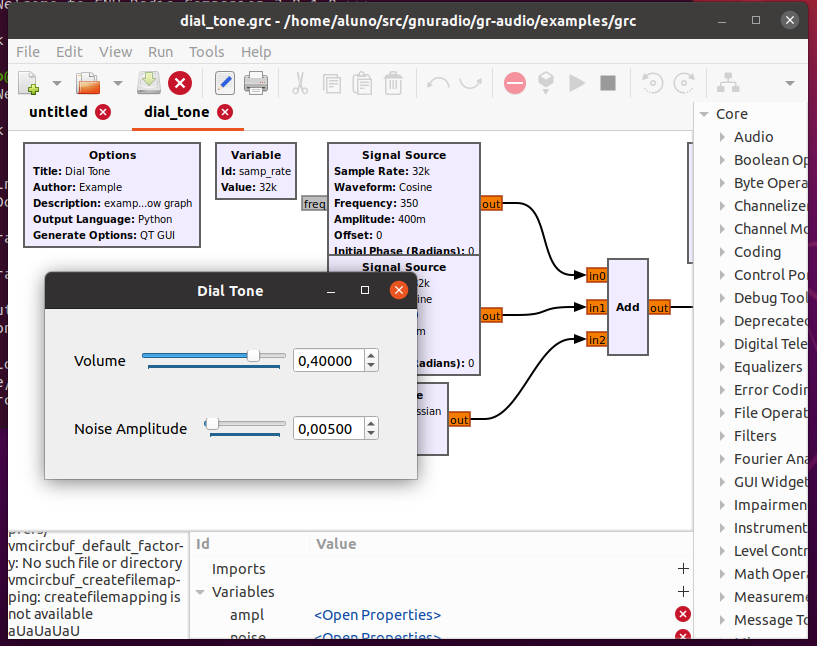 dial_tone.grc - /home/aluno/src/gnuradio/gr-audio/examples/grc
File Edit View Run Tools Help
untitled dial_tone
Options
Title: Dial Tone
Author: Example
Description: examp...ow graph
Output Language: Python
Generate Options: QT GUI
Variable
Id: samp_rate
Value: 32k
freq
Signal Source
Sample Rate: 32k
Waveform: Cosine
Frequency: 350
Amplitude: 400m
Offset: 0
Initial Phase (Radians): 0
out
Signal Source
2k
ine
m
Radians): 0
out
e
ssian
out
in0
in1
in2
Add
out
Dial Tone
Volume 0,40000
Noise Amplitude 0,00500
Core
Audio
Boolean Op
Byte Opera
Channelizer
Channel Mo
Coding
Control Por
Debug Tool
Deprecated
Digital Tele
Equalizers
Error Codin
File Operat
Filters
Fourier Ana
GUI Widget
Impairmen
Instrument
Level Contr
Math Opera
Measureme
Message To
vmcircbuf_default_factor-
y: No such file or directory
vmcircbuf_createfilemap-
ping: createfilemapping is
not available
aUaUaUaU
Id Value
Imports
Variables
ampl <Open Properties>
noise <Open Properties>